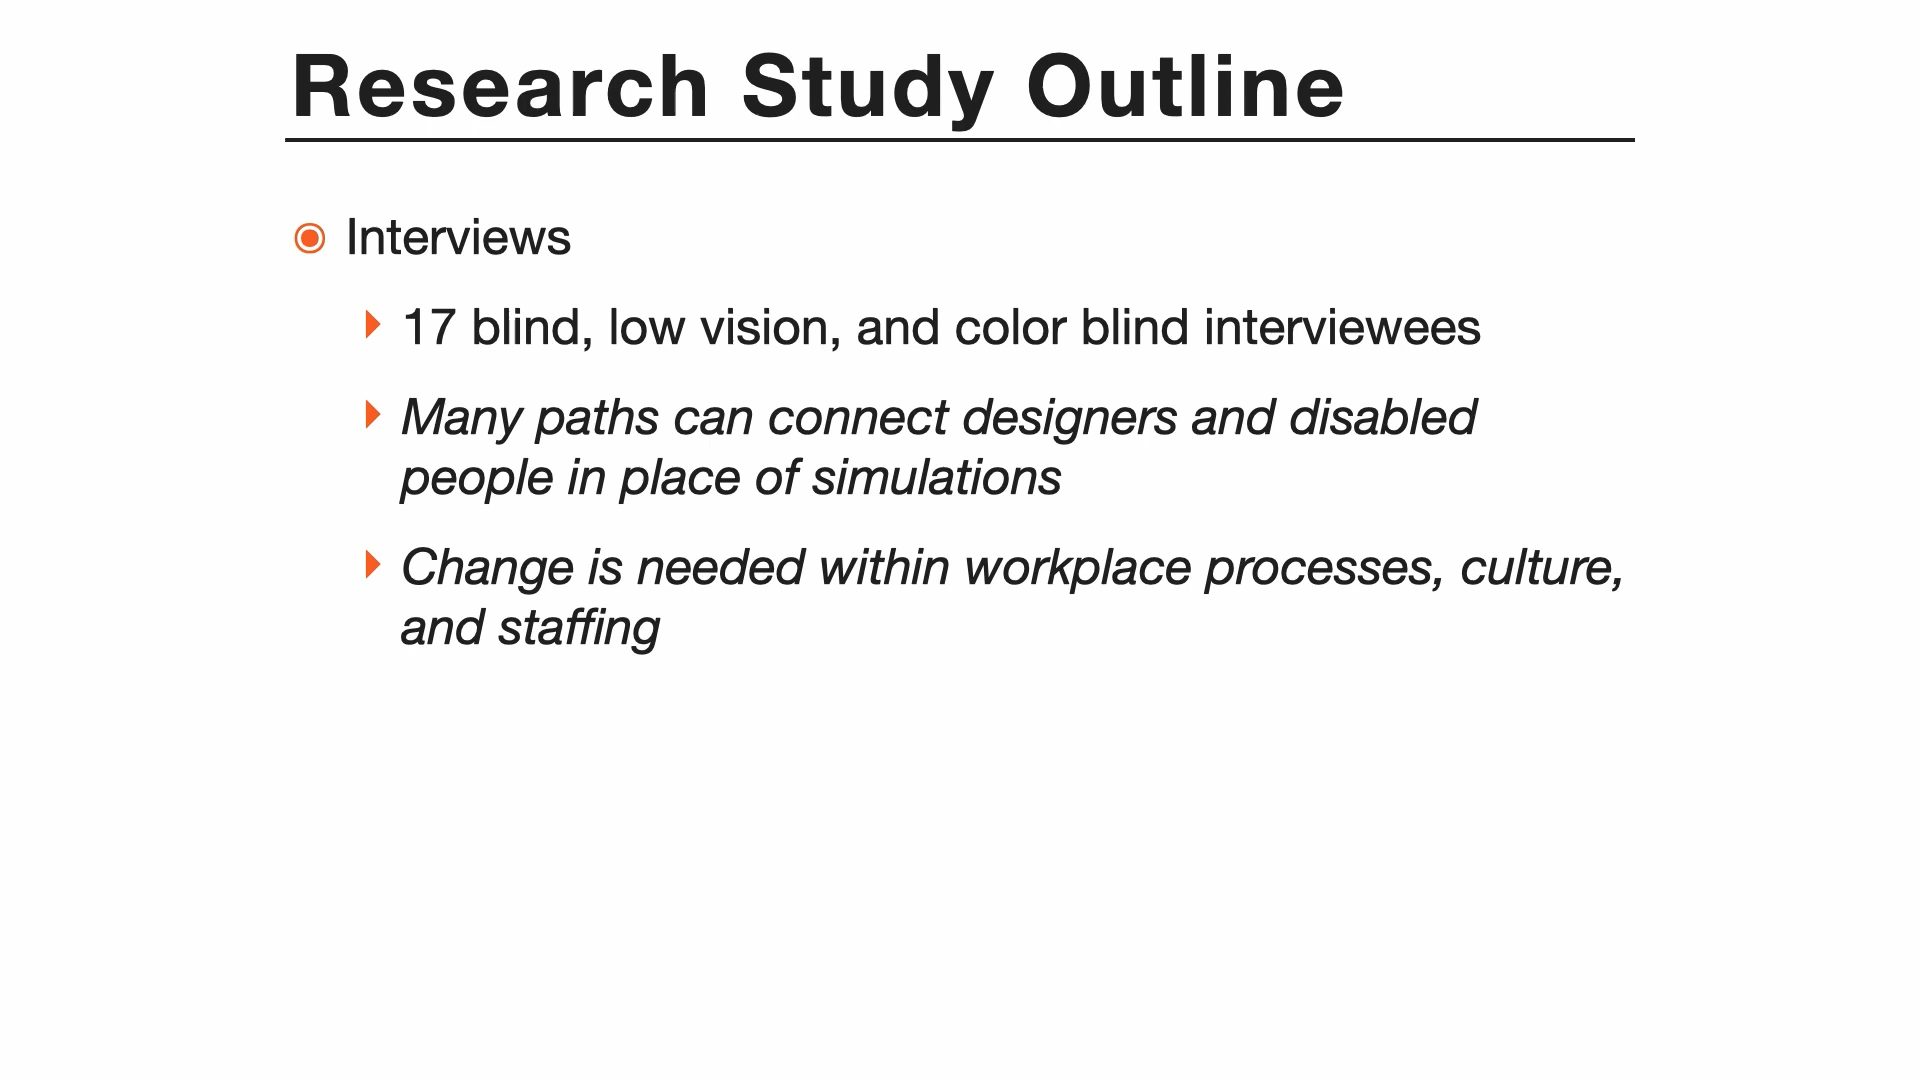 Research Study Outline
Interviews
17 blind, low vision, and color blind interviewees
Many paths can connect designers and disabled
people in place of simulations
Change is needed within workplace processes, culture,
and staffing